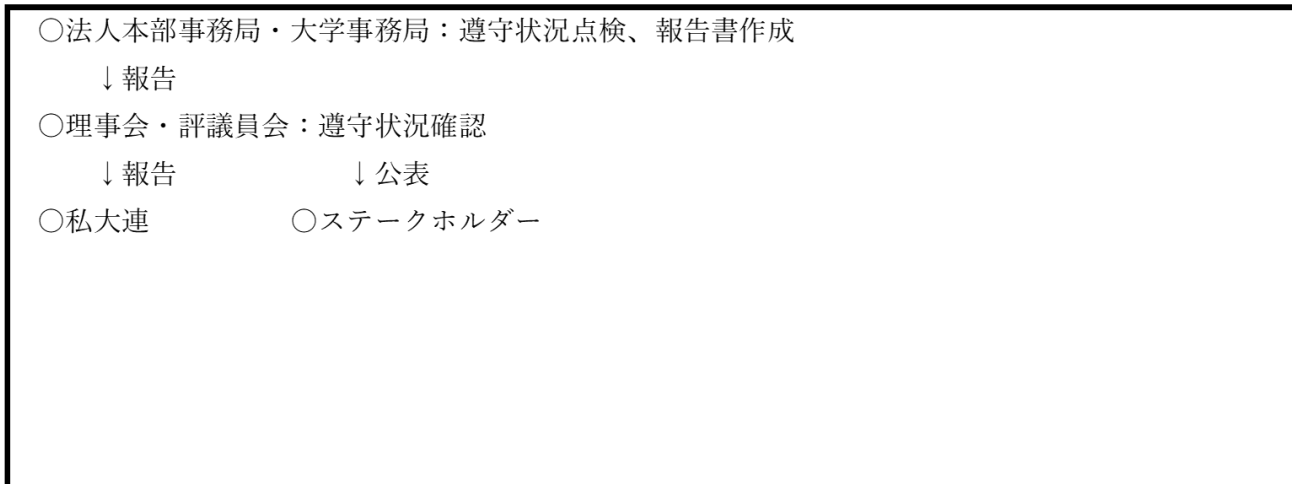 ○法人本部事務局・大学事務局：遵守状況点検、報告書作成
↓報告
○理事会・評議員会：遵守状況確認
↓報告　　　　　　↓公表
○私大連　　　　　○ステークホルダー